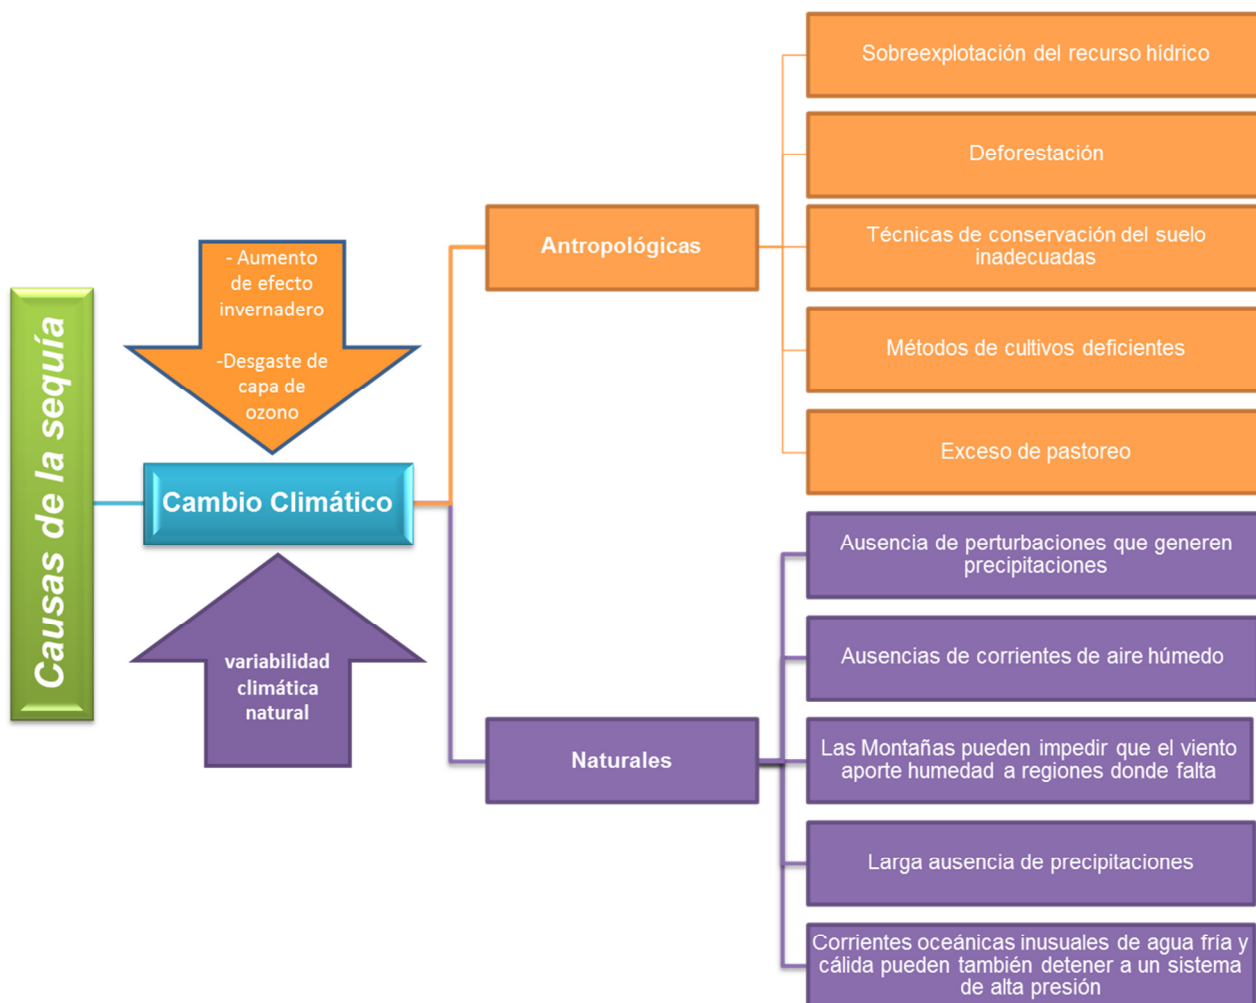 Causas de la sequía
- Aumento
de efecto
invernadero
-Desgaste de
capa de
ozono
Cambio Climático
variabilidad
climática
natural
Antropológicas
Sobreexplotación del recurso hídrico
Deforestación
Técnicas de conservación del suelo
inadecuadas
Métodos de cultivos deficientes
Exceso de pastoreo
Naturales
Ausencia de perturbaciones que generen
precipitaciones
Ausencias de corrientes de aire húmedo
Las Montañas pueden impedir que el viento
aporte humedad a regiones donde falta
Larga ausencia de precipitaciones
Corrientes oceánicas inusuales de agua fría y
cálida pueden también detener a un sistema
de alta presión